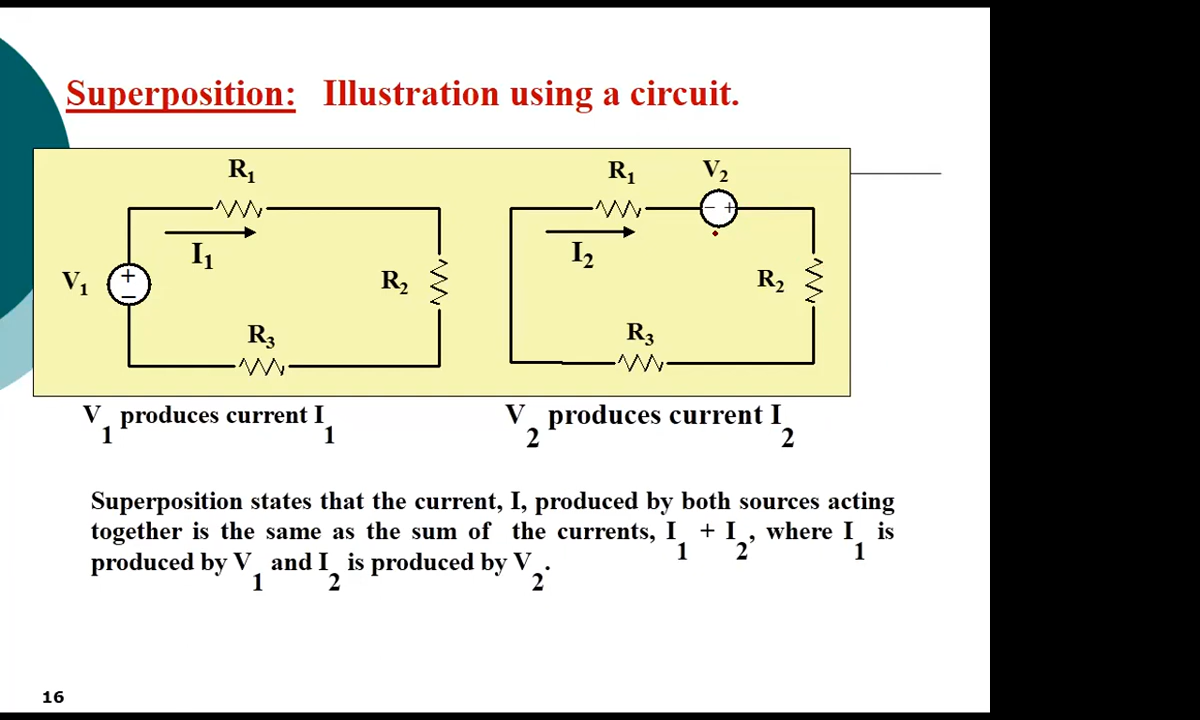 Superposition: Illustration using a circuit.
R1 R1 V2
I1 I2
V1 + − R2 − + R2
R3 R3
V1 produces current I1 V2 produces current I2
Superposition states that the current, I, produced by both sources acting
together is the same as the sum of the currents, I1 + I2, where I1 is
produced by V1 and I2 is produced by V2.
16